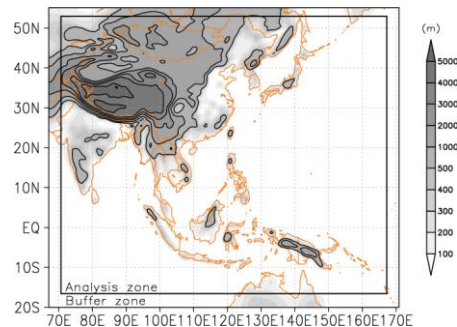 (m)
50N
40N
30N
20N
10N
EQ
10S
20S
5000
4000
3000
2000
1000
500
400
300
200
100
Analysis zone
Buffer zone
70E 80E 90E 100E 110E 120E 130E 140E 150E 160E 170E